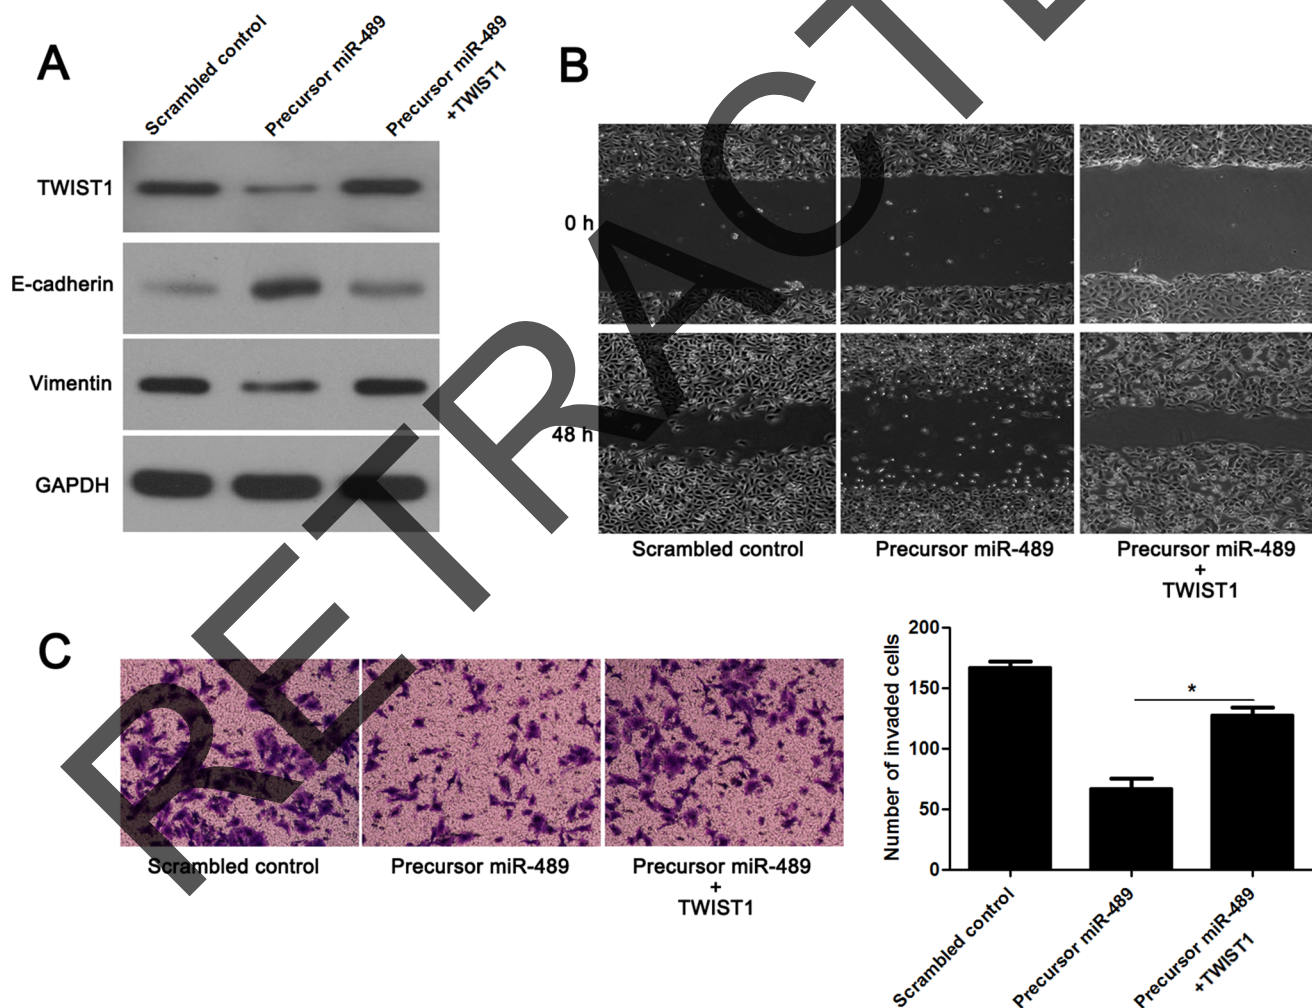 A
Scrambled control
Precursor miR-489
Precursor miR-489
+TWIST1
TWIST1
E-cadherin
Vimentin
GAPDH
B
0 h
48 h
Scrambled control
Precursor miR-489
Precursor miR-489
+
TWIST1
C
Scrambled control
Precursor miR-489
Precursor miR-489
+
TWIST1
Number of invaded cells
200
150
100
50
0
*
Scrambled control
Precursor miR-489
Precursor miR-489
+TWIST1
RETRACTE